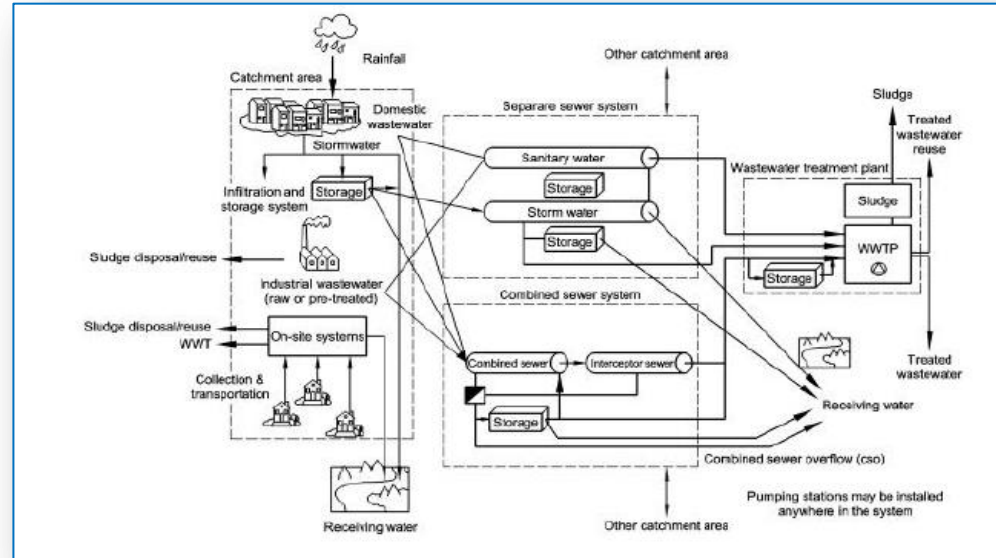 Rainfall
Catchment area
Stormwater
Infiltration and
storage system
Storage
Sludge disposal/reuse
Industrial wastewater
(raw or pre-treated)
Sludge disposal/reuse
WWT
On-site systems
Collection &
transportation
Receiving water
Domestic
wastewater
Other catchment area
Separare sewer system
Sanitary water
Storage
Storm water
Storage
Combined sewer system
Combined sewer
Interceptor sewer
Storage
Other catchment area
Sludge
Treated
wastewater
reuse
Wastewater treatment plant
Sludge
WWTP
Storage
Treated
wastewater
Receiving water
Combined sewer overflow (cso)
Pumping stations may be installed
anywhere in the system